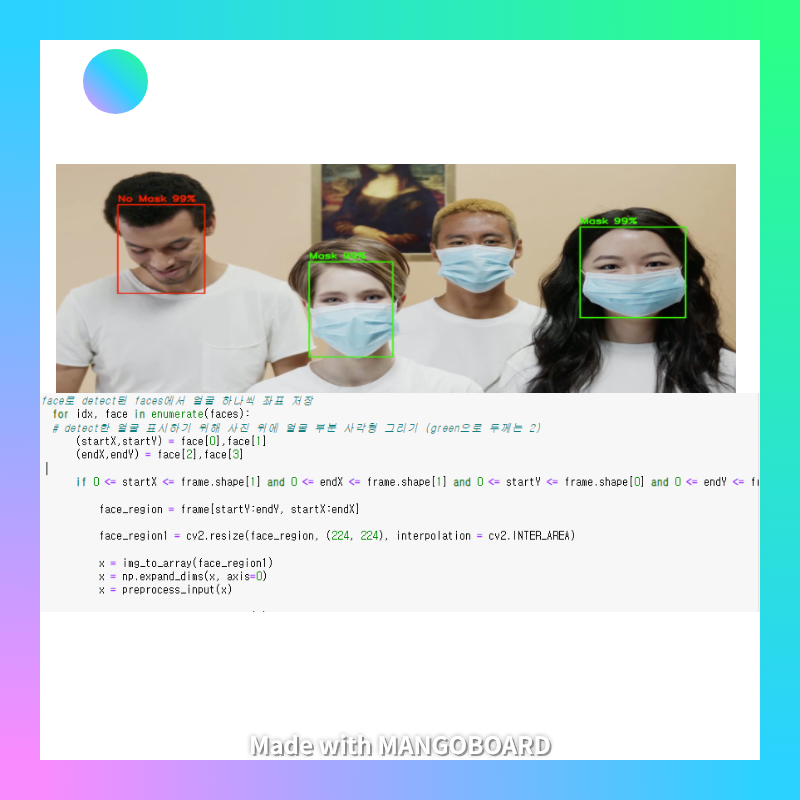 No Mask 99%
Mask 99%
Mask 99%
face로 detect된 faces에서 얼굴 하나씩 좌표 저장
for idx, face in enumerate(faces):
# detect한 얼굴 표시하기 위해 사진 위에 얼굴 부분 사각형 그리기 (green으로 두께는 2)
(startX,startY) = face[0],face[1]
(endX,endY) = face[2],face[3]
if 0 <= startX <= frame.shape[1] and 0 <= endX <= frame.shape[1] and 0 <= startY <= frame.shape[0] and 0 <= endY <=
face_region = frame[startY:endY, startX:endX]
face_region1 = cv2.resize(face_region, (224, 224), interpolation = cv2.INTER_AREA)
x = img_to_array(face_region1)
x = np.expand_dims(x, axis=0)
x = preprocess_input(x)
Made with MANGOBOARD